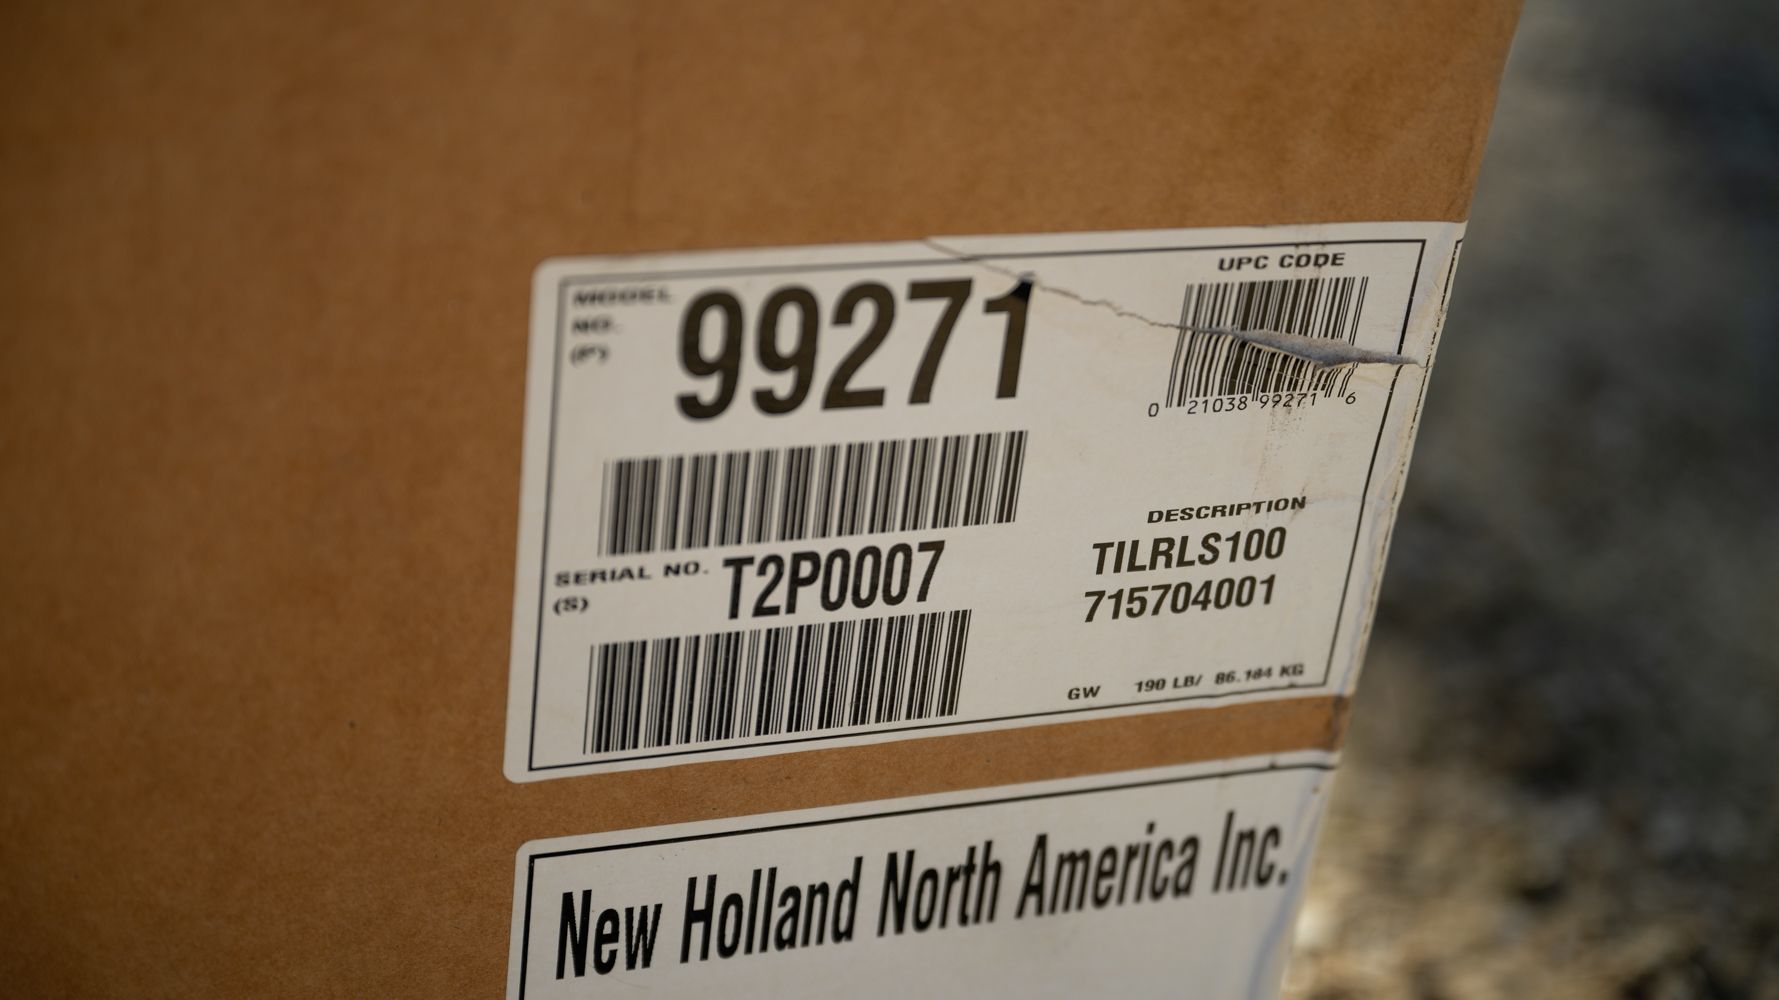 MODEL
NO.
(P)
99271
UPC CODE
0 21038 99271 6
SERIAL NO.
(S)
T2P0007
DESCRIPTION
TILRLS100
715704001
GW 190 LB/ 86.184 KG
New Holland North America Inc.